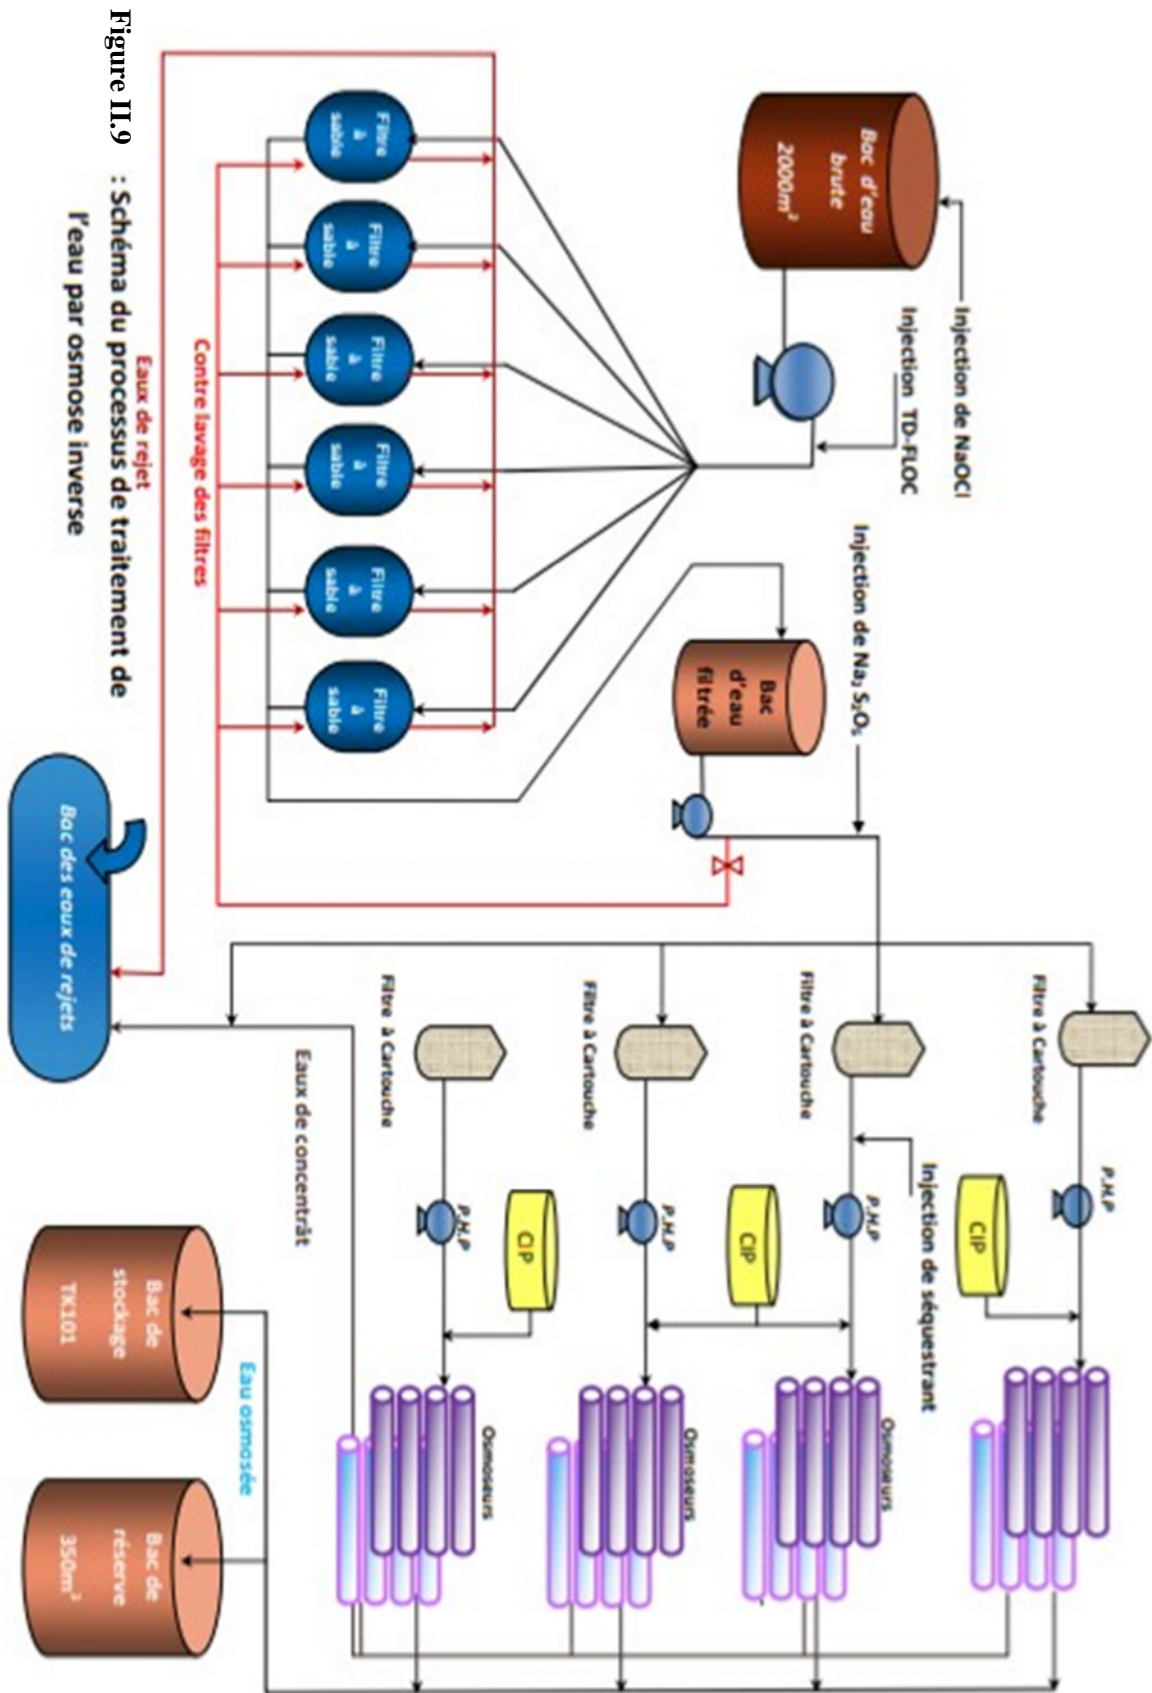 Injection de NaOCl
Injection TD-FLOC
Bac d'eau
brute
2000m³
Injection de Na₂ S₂O₅
Bac
d'eau
filtrée
Filtre
à
sable
Filtre
à
sable
Filtre
à
sable
Filtre
à
sable
Filtre
à
sable
Filtre
à
sable
Contre lavage des filtres
Eaux de rejet
Filtre à Cartouche
Filtre à Cartouche
Filtre à Cartouche
Filtre à Cartouche
P.H.P
P.H.P
P.H.P
P.H.P
Injection de séquestrant
CIP
CIP
CIP
Osmoseurs
Osmoseurs
Osmoseurs
Eaux de concentrât
Eau osmosée
Bac des eaux de rejets
Bac de
stockage
TK101
Bac de
réserve
350m³
Figure II.9 : Schéma du processus de traitement de
l'eau par osmose inverse